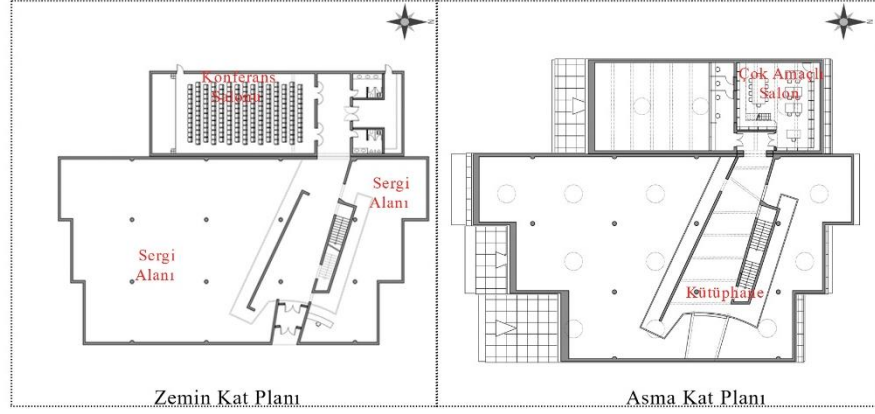 Konferans
Salonu
Sergi
Alanı
Sergi
Alanı
Zemin Kat Planı
Çok Amaçlı
Salon
Kütüphane
Asma Kat Planı